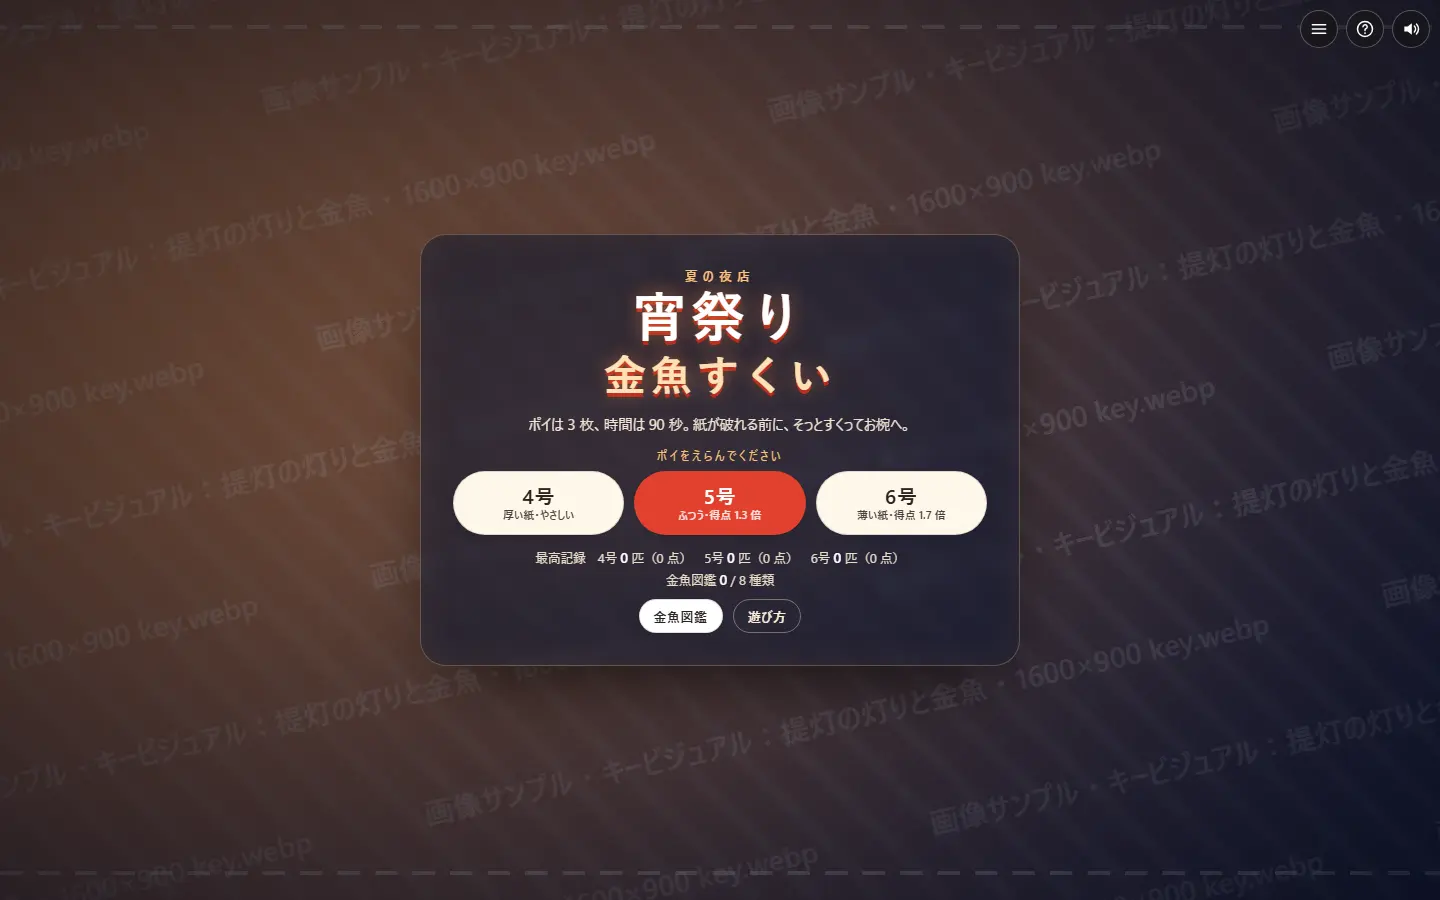 夏の夜店
宵祭り
金魚すくい
ポイは 3 枚、時間は 90 秒。紙が破れる前に、そっとすくってお椀へ。
ポイをえらんでください
4号
厚い紙・やさしい
5号
ふつう・得点 1.3 倍
6号
薄い紙・得点 1.7 倍
最高記録 4号 0 匹（0 点） 5号 0 匹（0 点） 6号 0 匹（0 点）
金魚図鑑 0 / 8 種類
金魚図鑑
遊び方
画像サンプル・キービジュアル：提灯の灯りと金魚・1600×900 key.webp